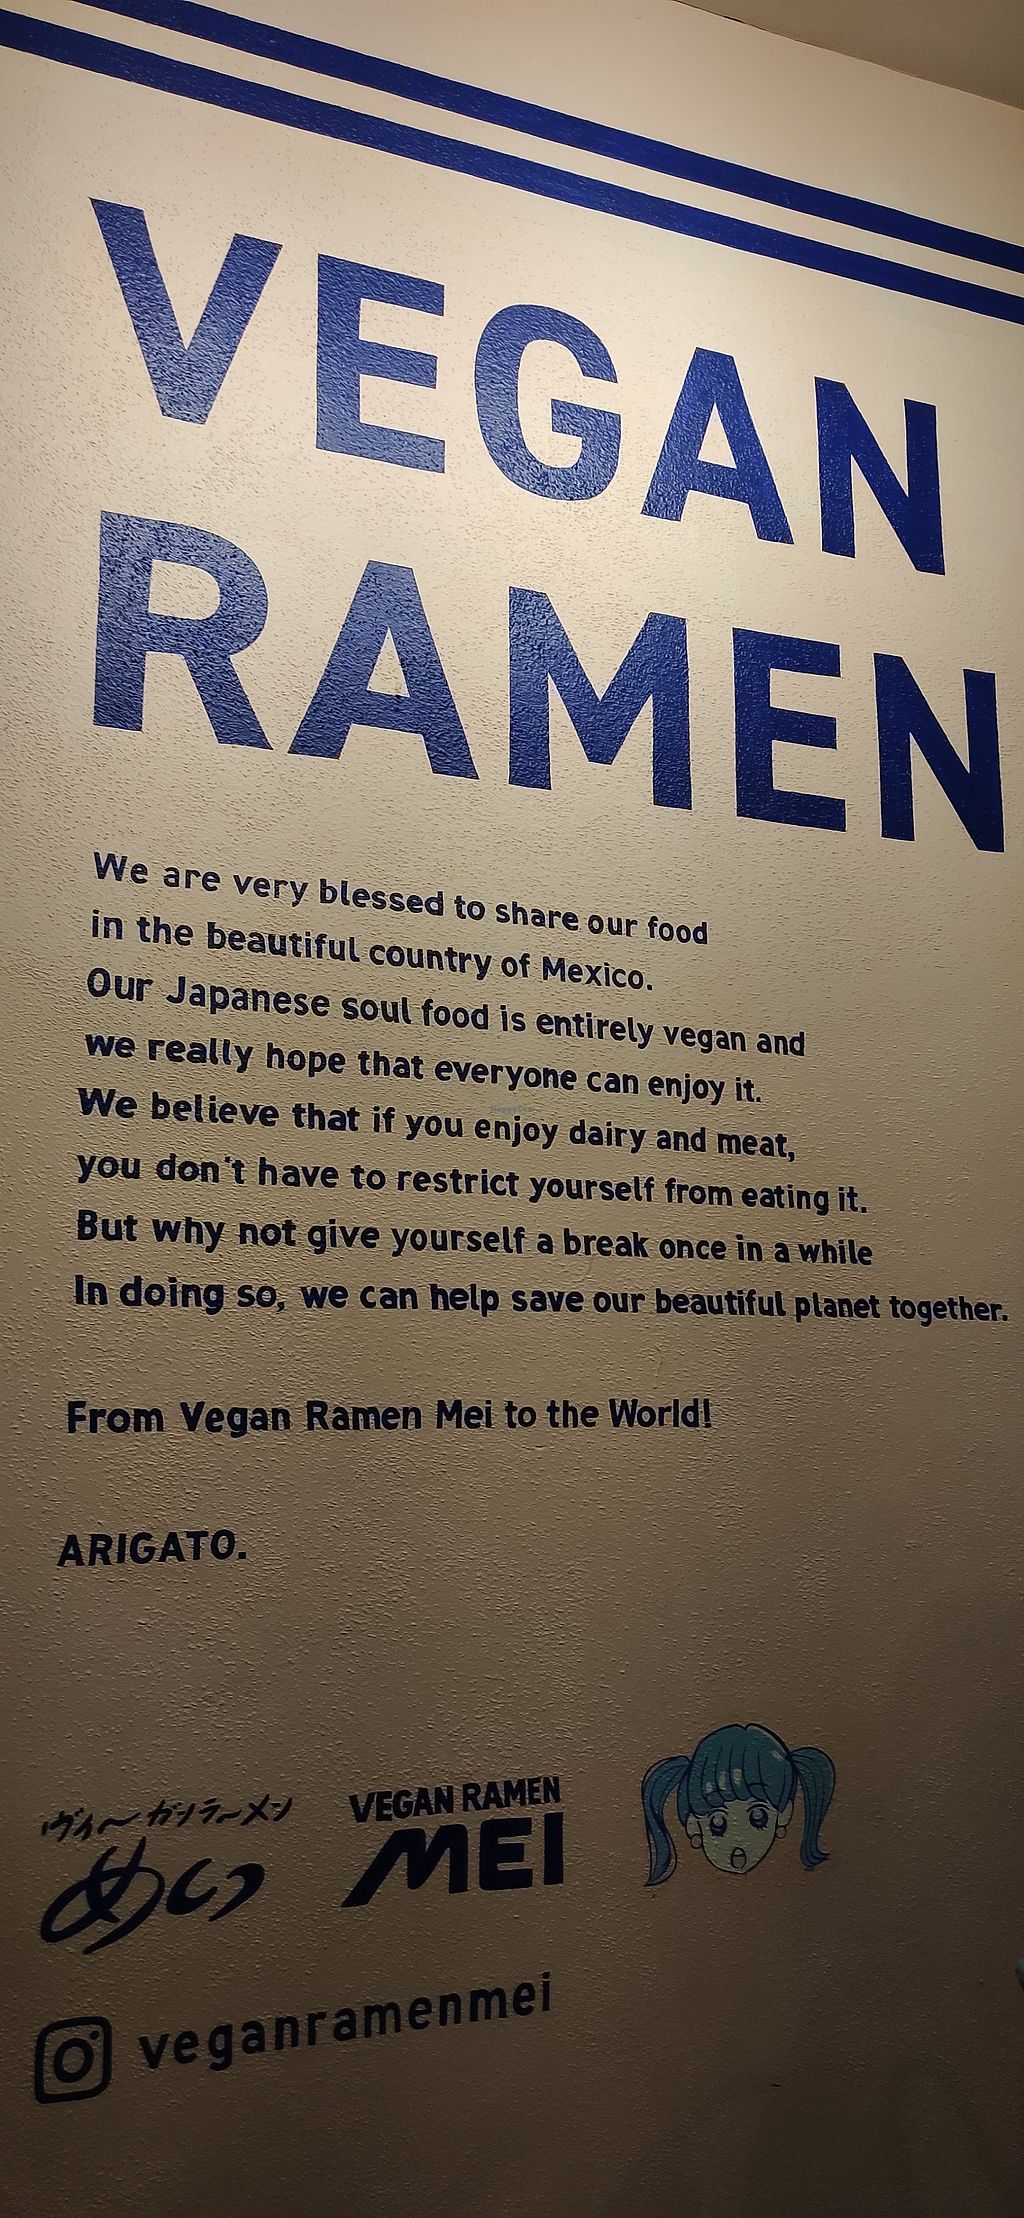 VEGAN
RAMEN
We are very blessed to share our food
in the beautiful country of Mexico.
Our Japanese soul food is entirely vegan and
we really hope that everyone can enjoy it.
We believe that if you enjoy dairy and meat,
you don't have to restrict yourself from eating it.
But why not give yourself a break once in a while
In doing so, we can help save our beautiful planet together.
From Vegan Ramen Mei to the World!
ARIGATO.
ヴィーガンラーメン
めい
VEGAN RAMEN
MEI
veganramenmei